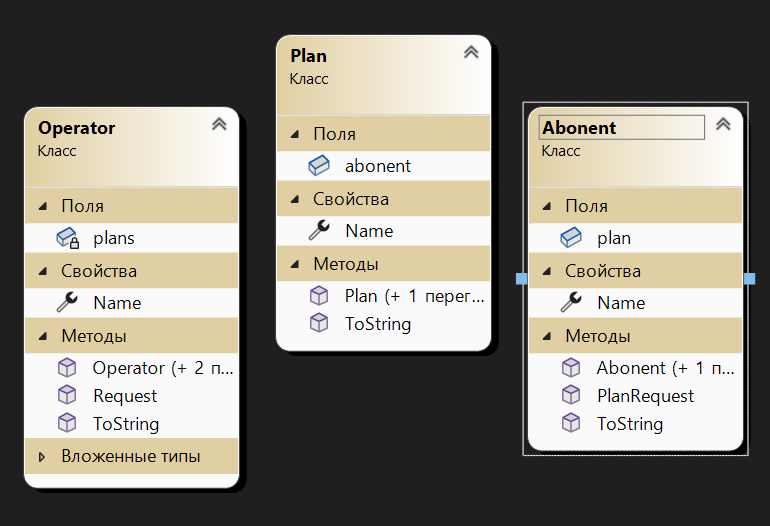 Operator
Класс
Поля
plans
Свойства
Name
Методы
Operator (+ 2 п...
Request
ToString
Вложенные типы
Plan
Класс
Поля
abonent
Свойства
Name
Методы
Plan (+ 1 перег...
ToString
Abonent
Класс
Поля
plan
Свойства
Name
Методы
Abonent (+ 1 п...
PlanRequest
ToString